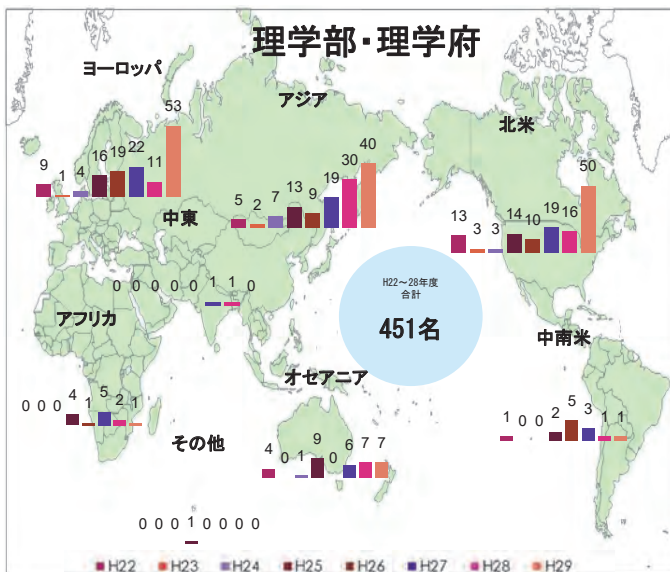 理学部・理学府
ヨーロッパ
9 1 4 16 19 22 11 53
アジア
5 2 7 13 9 19 30 40
北米
13 3 3 14 10 19 16 50
中東
0 0 0 0 0 1 1 0
H22～28年度
合計
451名
アフリカ
0 0 0 4 1 5 2 1
オセアニア
4 0 1 9 0 6 7 7
中南米
1 0 0 2 5 3 1 1
その他
0 0 0 1 0 0 0 0
H22 H23 H24 H25 H26 H27 H28 H29